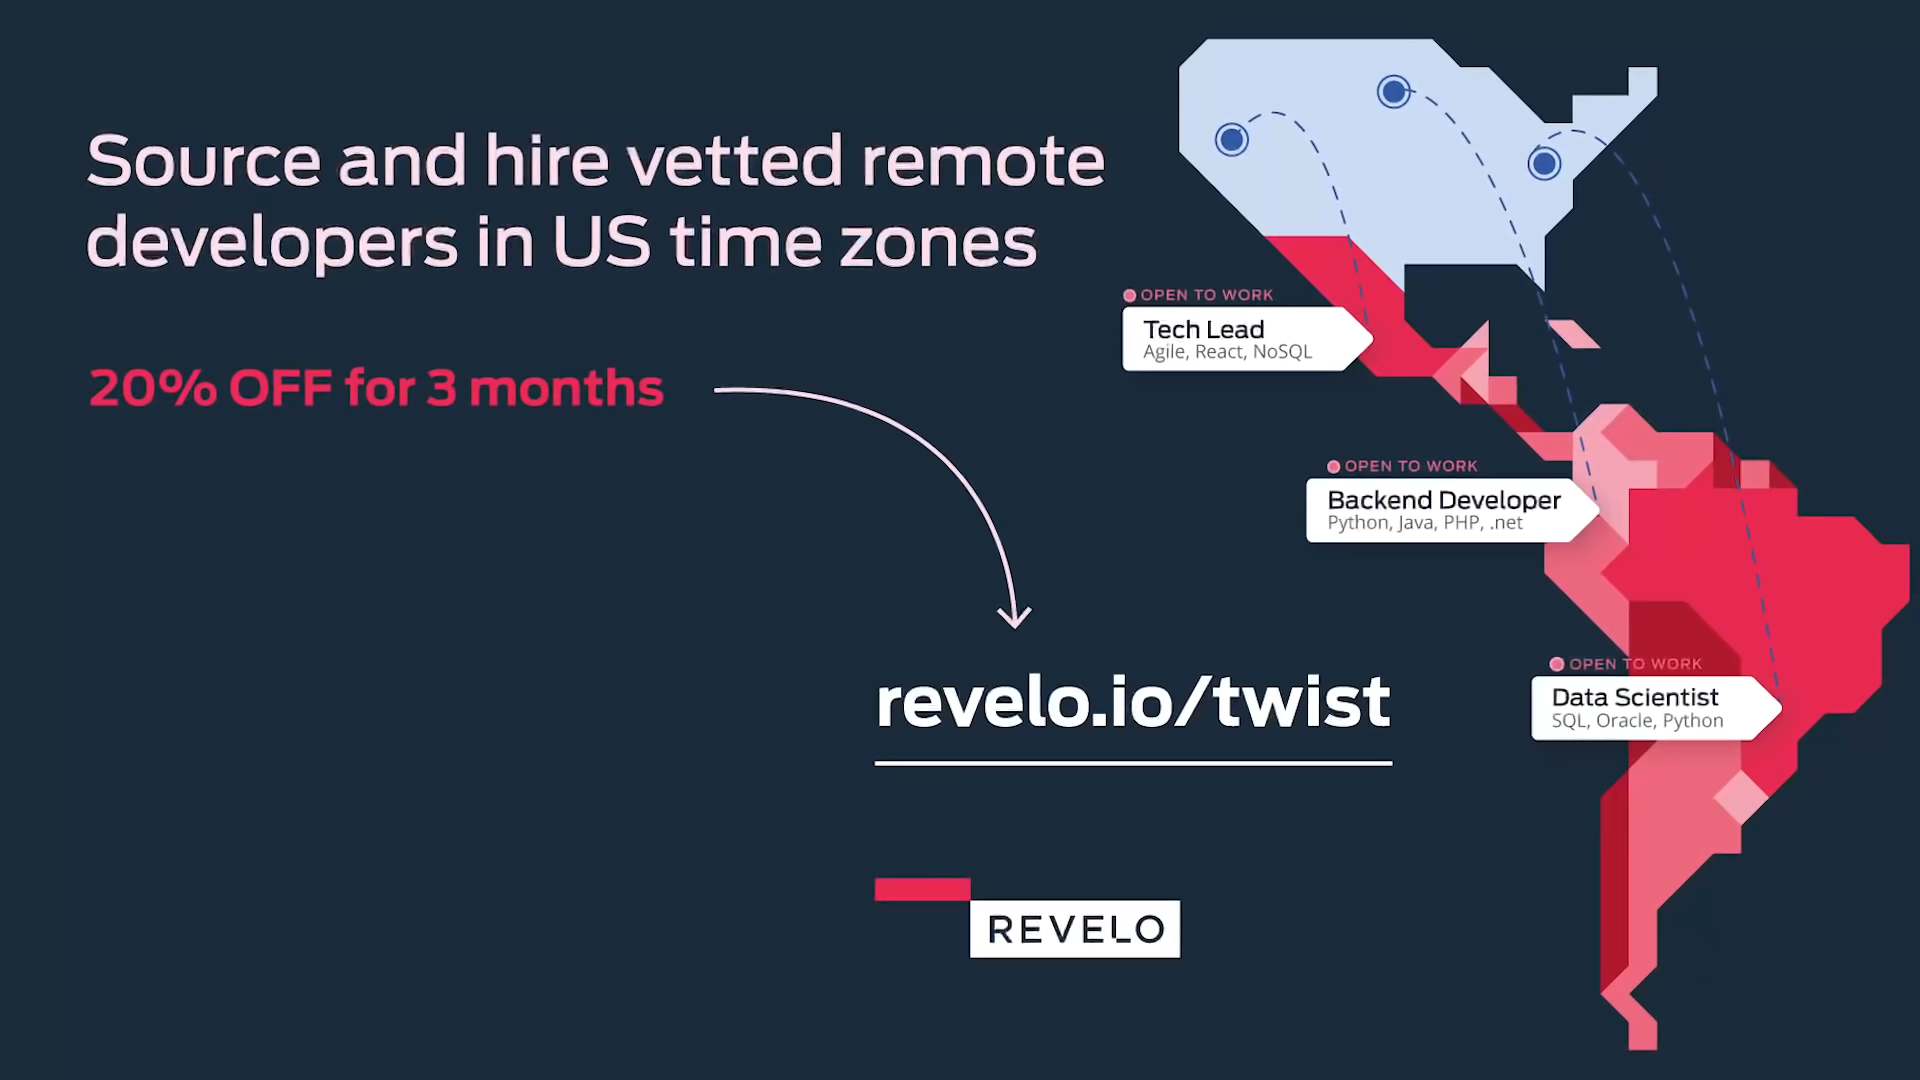 Source and hire vetted remote
developers in US time zones
20% OFF for 3 months
revelo.io/twist
REVELO
OPEN TO WORK
Tech Lead
Agile, React, NoSQL
OPEN TO WORK
Backend Developer
Python, Java, PHP, .net
OPEN TO WORK
Data Scientist
SQL, Oracle, Python